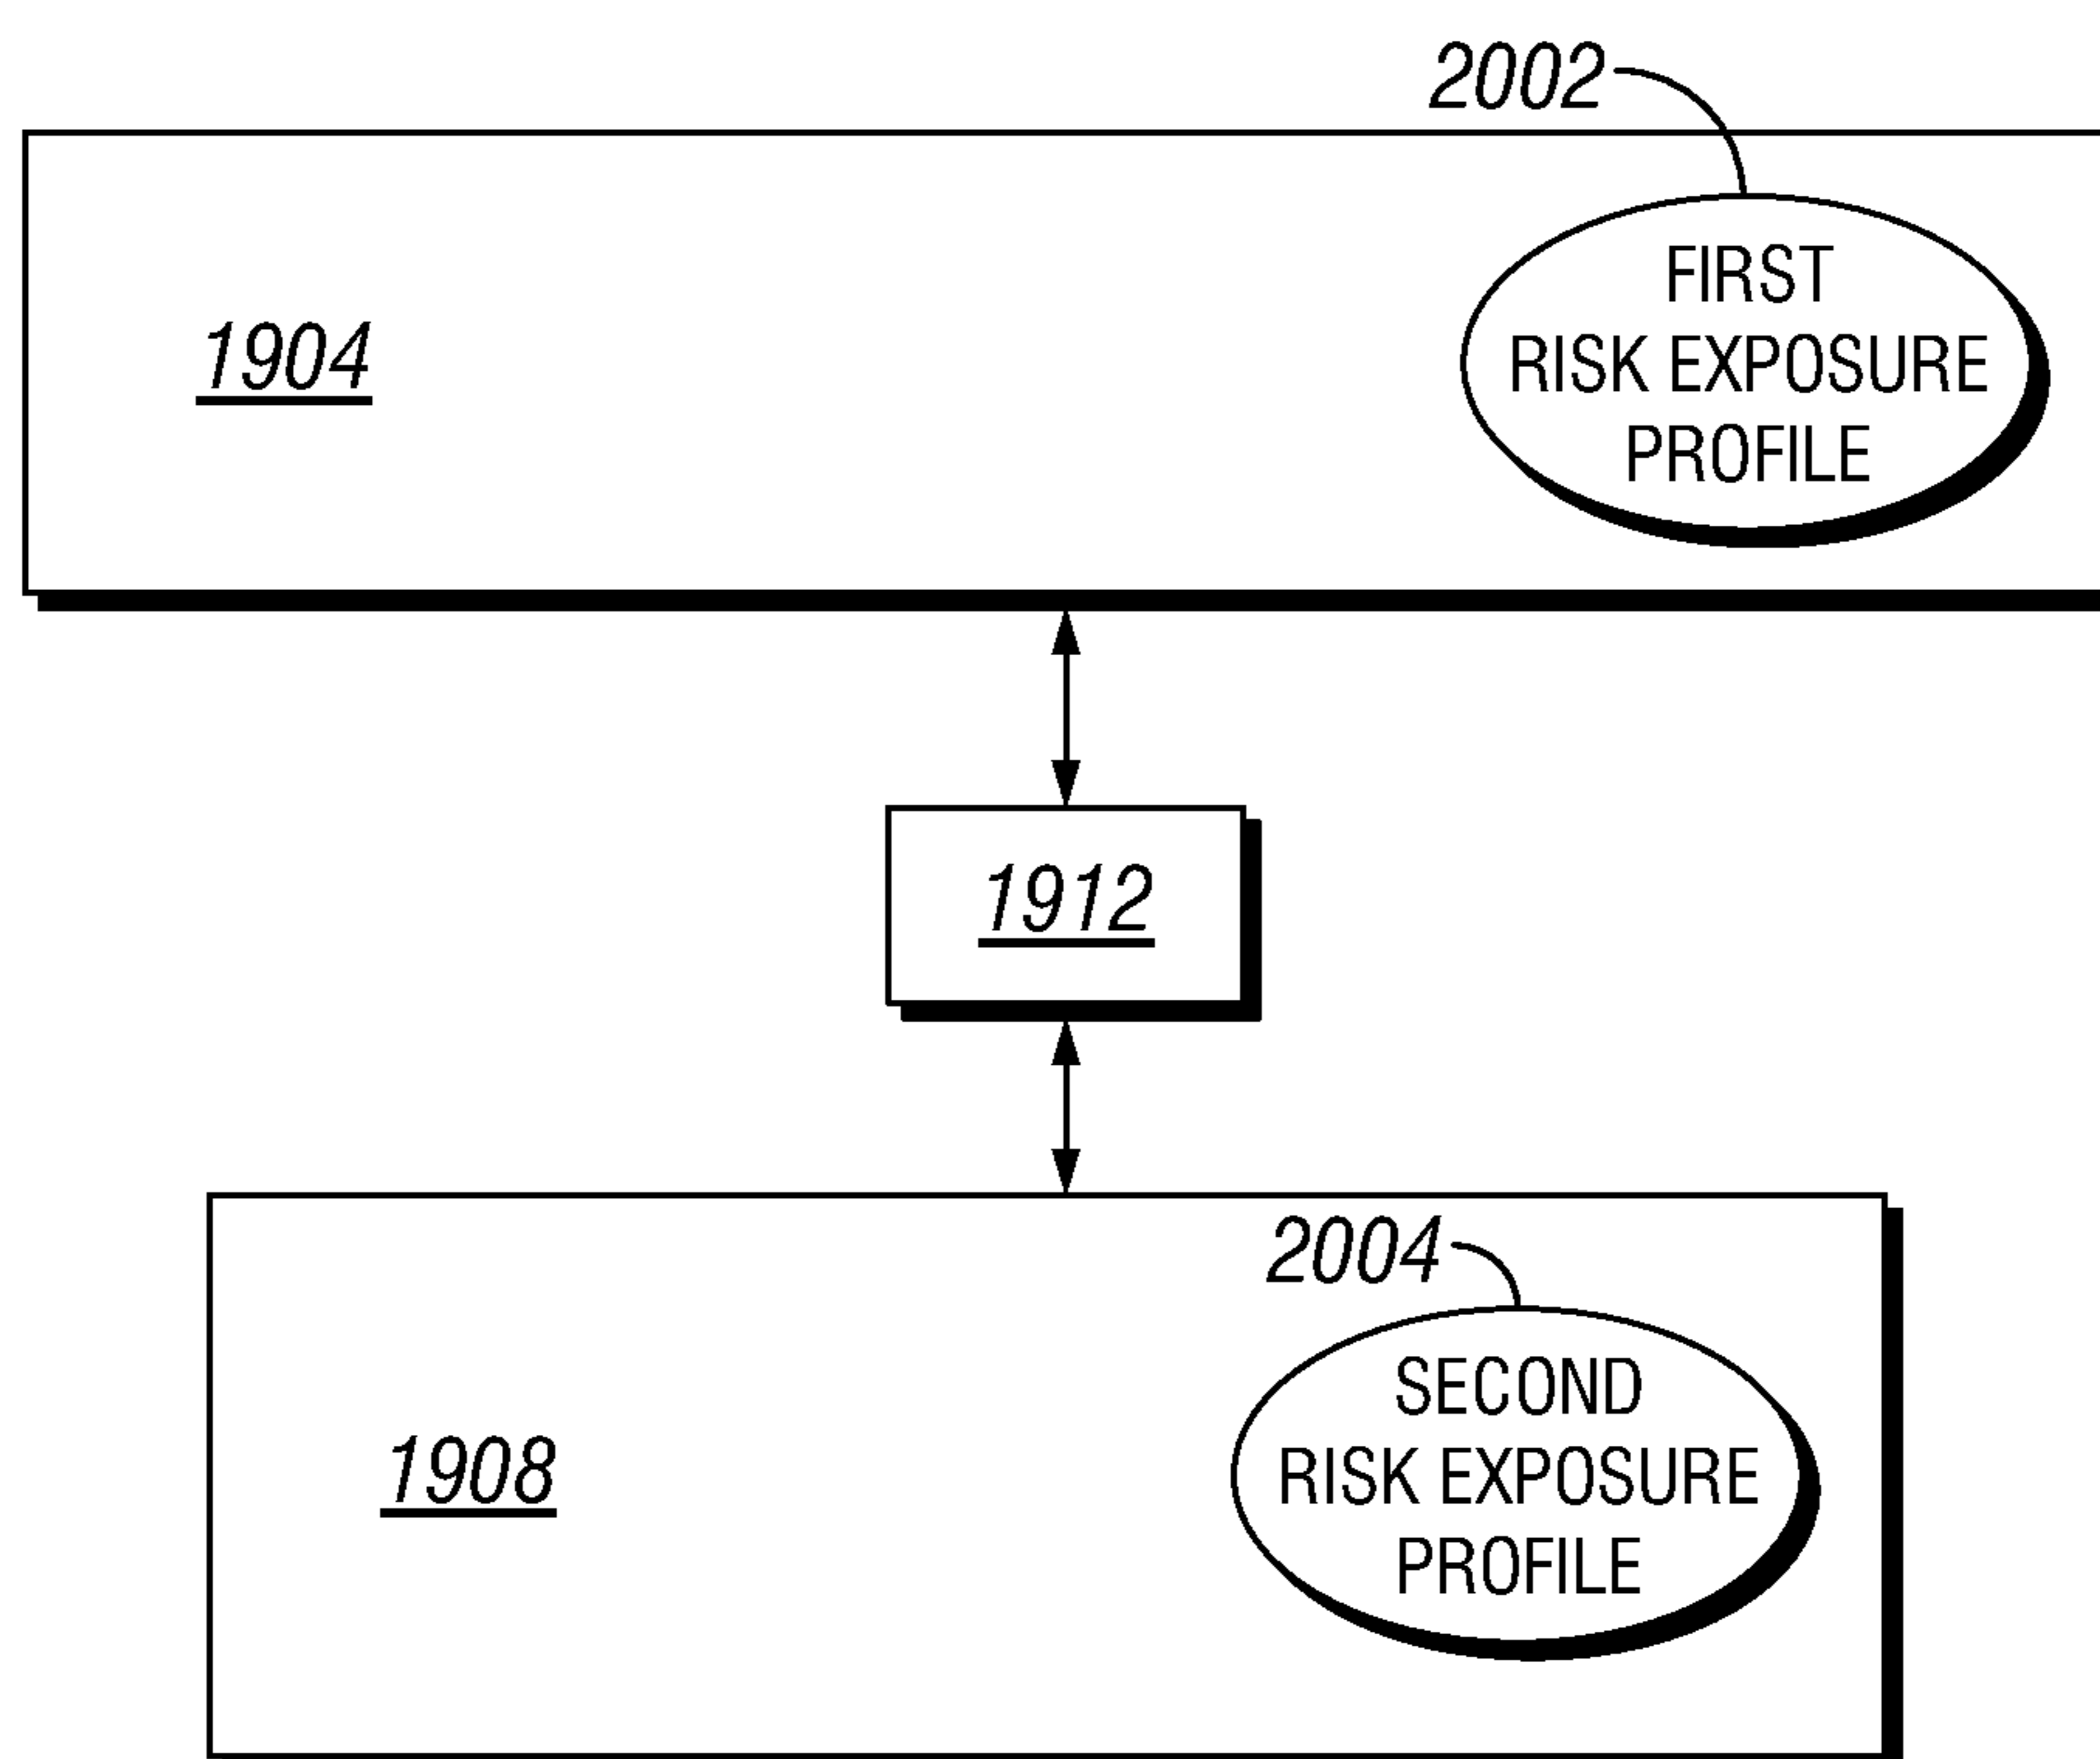 2002
FIRST
RISK EXPOSURE
PROFILE
1904
1912
2004
SECOND
RISK EXPOSURE
PROFILE
1908